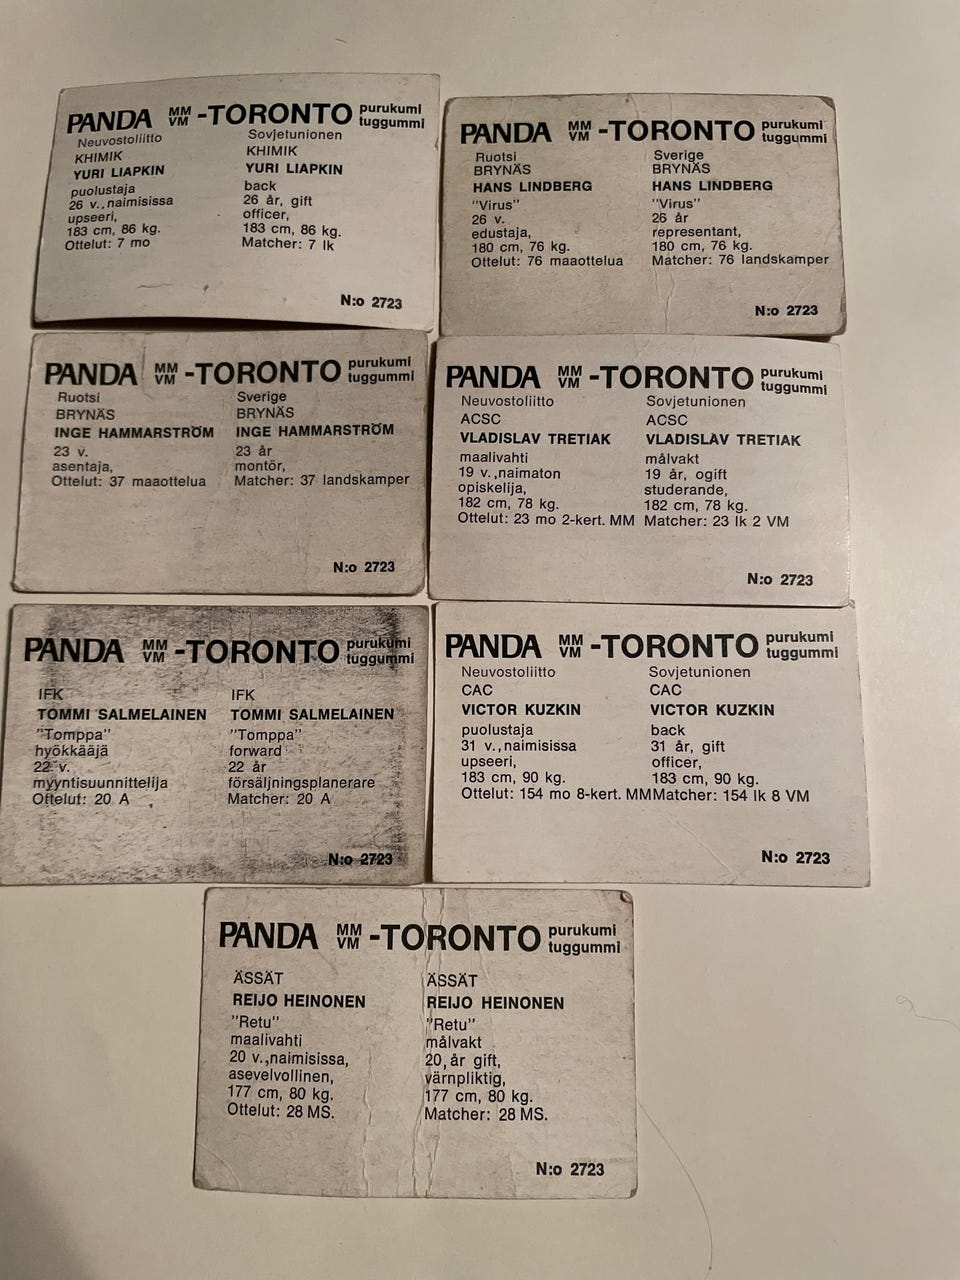 PANDA MM VM -TORONTO purukumi tuggummi
Neuvostoliitto
KHIMIK
YURI LIAPKIN
puolustaja
26 v.,naimisissa
upseeri,
183 cm, 86 kg.
Ottelut: 7 mo
Sovjetunionen
KHIMIK
YURI LIAPKIN
back
26 år, gift
officer,
183 cm, 86 kg.
Matcher: 7 lk
N:o 2723
PANDA MM VM -TORONTO purukumi tuggummi
Ruotsi
BRYNÄS
HANS LINDBERG
"Virus"
26 v.
edustaja,
180 cm, 76 kg.
Ottelut: 76 maaottelua
Sverige
BRYNÄS
HANS LINDBERG
"Virus"
26 år
representant,
180 cm, 76 kg.
Matcher: 76 landskamper
N:o 2723
PANDA MM VM -TORONTO purukumi tuggummi
Ruotsi
BRYNÄS
INGE HAMMARSTRÖM
23 v.
asentaja,
Ottelut: 37 maaottelua
Sverige
BRYNÄS
INGE HAMMARSTRÖM
23 år
montör,
Matcher: 37 landskamper
N:o 2723
PANDA MM VM -TORONTO purukumi tuggummi
Neuvostoliitto
ACSC
VLADISLAV TRETIAK
maalivahti
19 v.,naimaton
opiskelija,
182 cm, 78 kg.
Ottelut: 23 mo 2-kert. MM
Sovjetunionen
ACSC
VLADISLAV TRETIAK
målvakt
19 år, ogift
studerande,
182 cm, 78 kg.
Matcher: 23 lk 2 VM
N:o 2723
PANDA MM VM -TORONTO purukumi tuggummi
IFK
TOMMI SALMELAINEN
"Tomppa"
hyökkääjä
22 v.
myyntisuunnittelija
Ottelut: 20 A
IFK
TOMMI SALMELAINEN
"Tomppa"
forward
22 år
försäljningsplanerare
Matcher: 20 A
N:o 2723
PANDA MM VM -TORONTO purukumi tuggummi
Neuvostoliitto
CAC
VICTOR KUZKIN
puolustaja
31 v.,naimisissa
upseeri,
183 cm, 90 kg.
Ottelut: 154 mo 8-kert. MM
Sovjetunionen
CAC
VICTOR KUZKIN
back
31 år, gift
officer,
183 cm, 90 kg.
Matcher: 154 lk 8 VM
N:o 2723
PANDA MM VM -TORONTO purukumi tuggummi
ÄSSÄT
REIJO HEINONEN
"Retu"
maalivahti
20 v.,naimisissa,
asevelvollinen,
177 cm, 80 kg.
Ottelut: 28 MS.
ÄSSÄT
REIJO HEINONEN
"Retu"
målvakt
20, år gift,
värnpliktig,
177 cm, 80 kg.
Matcher: 28 MS.
N:o 2723